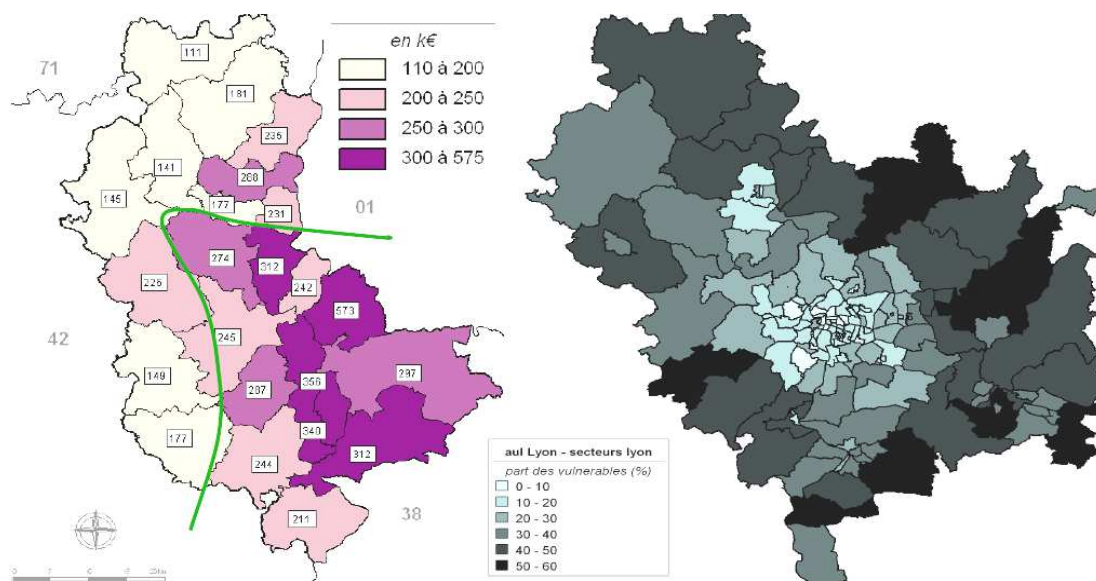 en k€
110 à 200
200 à 250
250 à 300
300 à 575
71
111
181
235
141
288
145
177
231
01
274
312
226
242
573
42
245
149
287
356
297
177
340
312
244
211
38
N
aul Lyon - secteurs lyon
part des vulnerables (%)
0 - 10
10 - 20
20 - 30
30 - 40
40 - 50
50 - 60